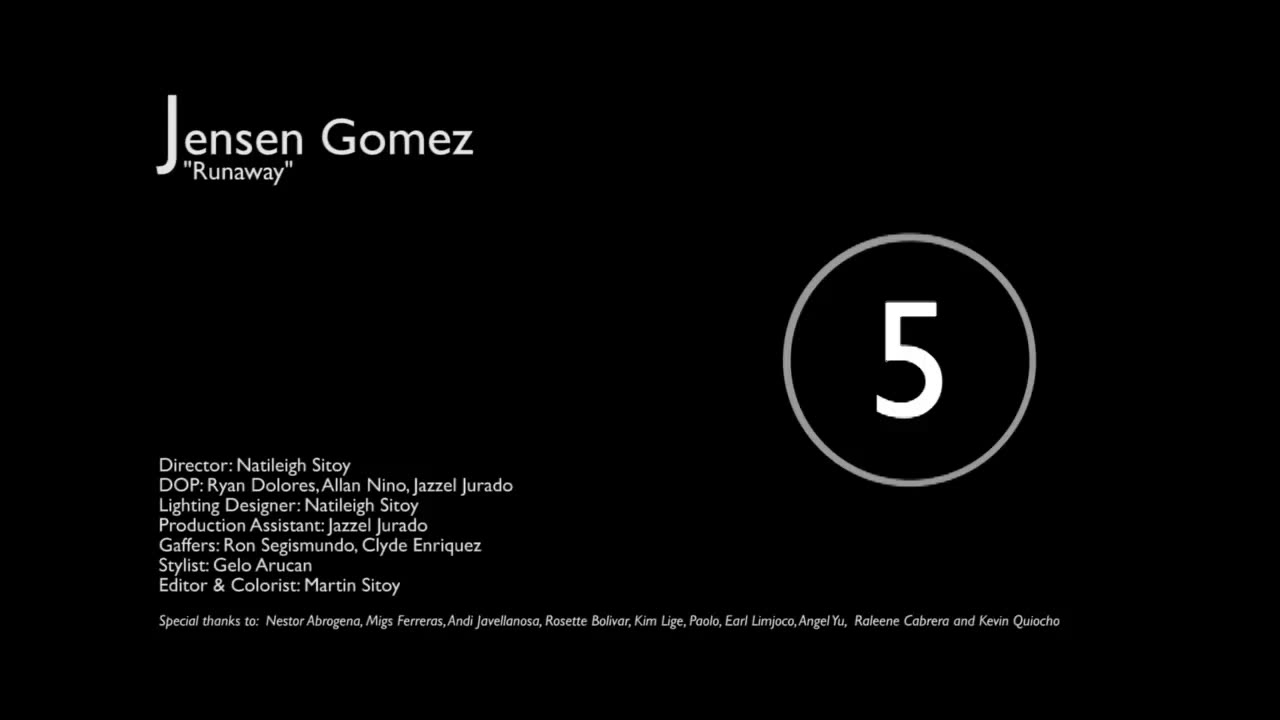 Jensen Gomez
"Runaway"
5
Director: Natileigh Sitoy
DOP: Ryan Dolores, Allan Nino, Jazzel Jurado
Lighting Designer: Natileigh Sitoy
Production Assistant: Jazzel Jurado
Gaffers: Ron Segismundo, Clyde Enriquez
Stylist: Gelo Arucan
Editor & Colorist: Martin Sitoy
Special thanks to: Nestor Abrogena, Migs Ferreras, Andi Javellanosa, Rosette Bolivar, Kim Lige, Paolo, Earl Limjoco, Angel Yu, Raleene Cabrera and Kevin Quiocho